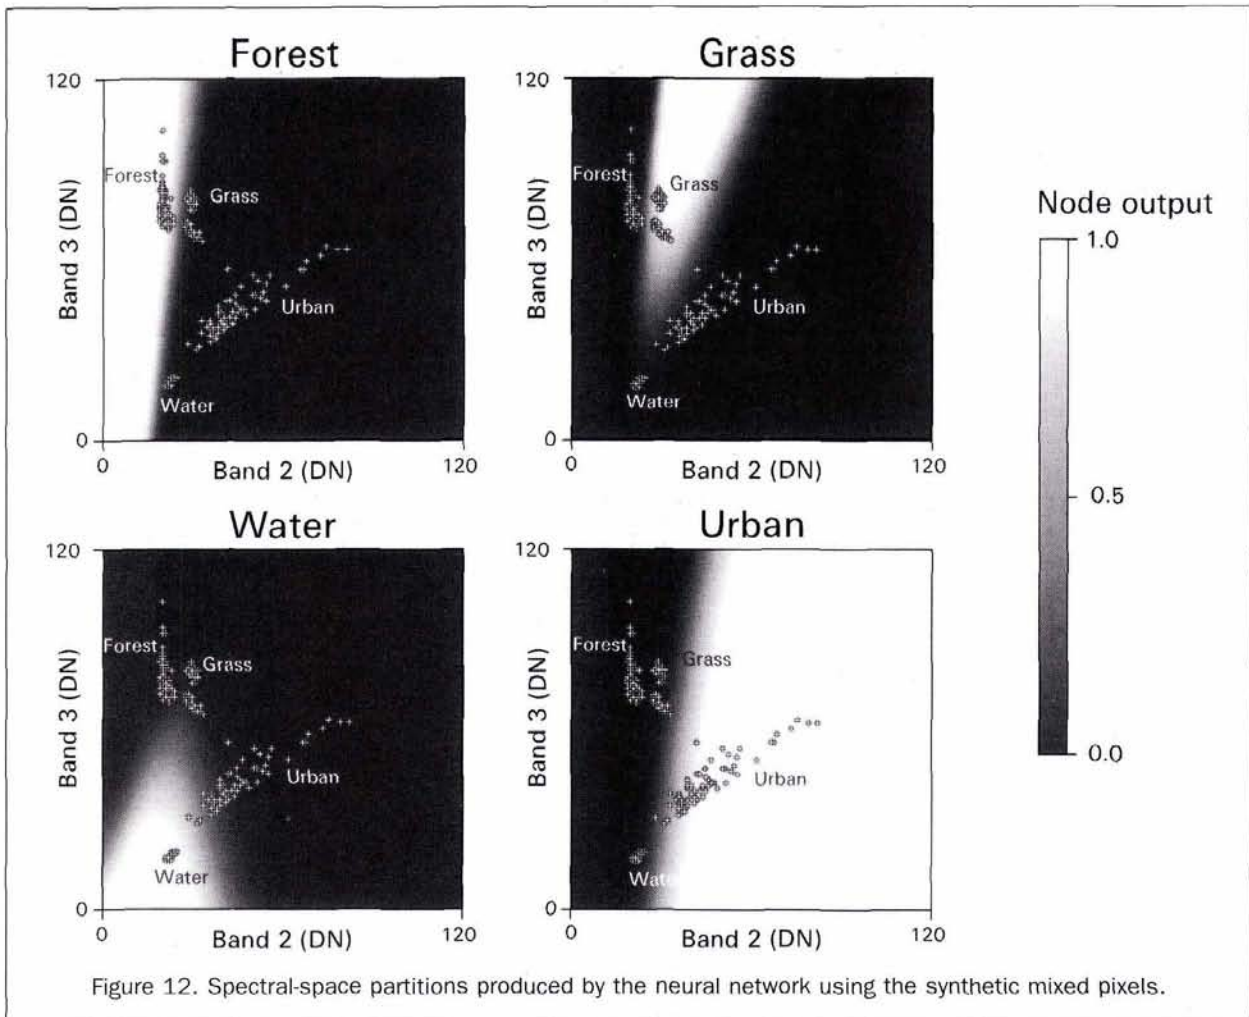 Forest
120
Forest
Grass
Urban
Water
Band 3 (DN)
0
0
Band 2 (DN)
120
Grass
120
Forest
Grass
Urban
Water
Band 3 (DN)
0
0
Band 2 (DN)
120
Node output
1.0
0.5
0.0
Water
120
Forest
Grass
Urban
Water
Band 3 (DN)
0
0
Band 2 (DN)
120
Urban
120
Forest
Grass
Urban
Water
Band 3 (DN)
0
0
Band 2 (DN)
120
Figure 12. Spectral-space partitions produced by the neural network using the synthetic mixed pixels.